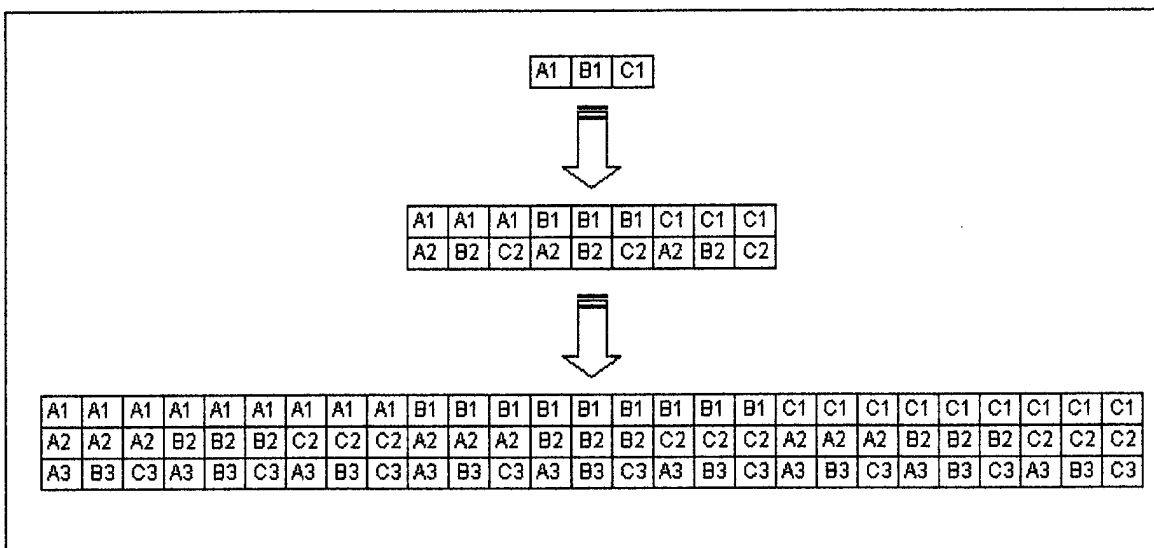 A1 B1 C1
A1 A1 A1 B1 B1 B1 C1 C1 C1
A2 B2 C2 A2 B2 C2 A2 B2 C2
A1 A1 A1 A1 A1 A1 A1 A1 A1 B1 B1 B1 B1 B1 B1 B1 B1 B1 C1 C1 C1 C1 C1 C1 C1 C1 C1
A2 A2 A2 B2 B2 B2 C2 C2 C2 A2 A2 A2 B2 B2 B2 C2 C2 C2 A2 A2 A2 B2 B2 B2 C2 C2 C2
A3 B3 C3 A3 B3 C3 A3 B3 C3 A3 B3 C3 A3 B3 C3 A3 B3 C3 A3 B3 C3 A3 B3 C3 A3 B3 C3